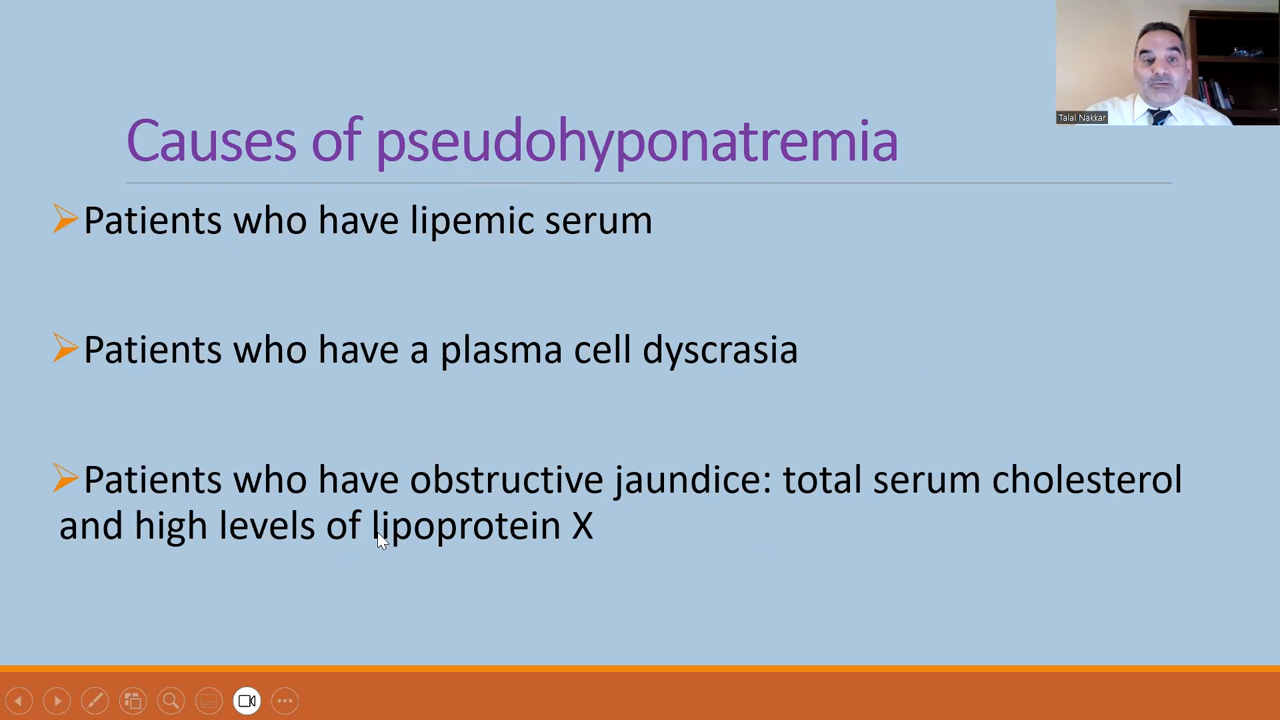 Talal Nakkar
Causes of pseudohyponatremia
Patients who have lipemic serum
Patients who have a plasma cell dyscrasia
Patients who have obstructive jaundice: total serum cholesterol
and high levels of lipoprotein X